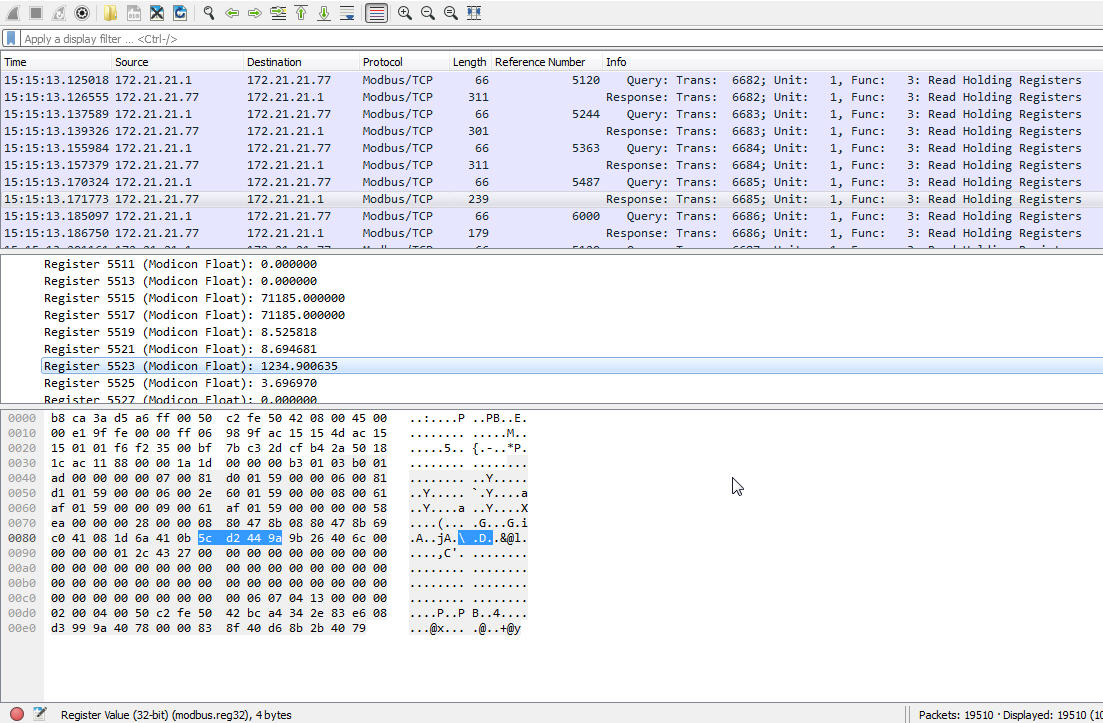 Apply a display filter ... <Ctrl-/>
Time Source Destination Protocol Length Reference Number Info
15:15:13.125018 172.21.21.1 172.21.21.77 Modbus/TCP 66 5120 Query: Trans: 6682; Unit: 1, Func: 3: Read Holding Registers
15:15:13.126555 172.21.21.77 172.21.21.1 Modbus/TCP 311 Response: Trans: 6682; Unit: 1, Func: 3: Read Holding Registers
15:15:13.137589 172.21.21.1 172.21.21.77 Modbus/TCP 66 5244 Query: Trans: 6683; Unit: 1, Func: 3: Read Holding Registers
15:15:13.139326 172.21.21.77 172.21.21.1 Modbus/TCP 301 Response: Trans: 6683; Unit: 1, Func: 3: Read Holding Registers
15:15:13.155984 172.21.21.1 172.21.21.77 Modbus/TCP 66 5363 Query: Trans: 6684; Unit: 1, Func: 3: Read Holding Registers
15:15:13.157379 172.21.21.77 172.21.21.1 Modbus/TCP 311 Response: Trans: 6684; Unit: 1, Func: 3: Read Holding Registers
15:15:13.170324 172.21.21.1 172.21.21.77 Modbus/TCP 66 5487 Query: Trans: 6685; Unit: 1, Func: 3: Read Holding Registers
15:15:13.171773 172.21.21.77 172.21.21.1 Modbus/TCP 239 Response: Trans: 6685; Unit: 1, Func: 3: Read Holding Registers
15:15:13.185097 172.21.21.1 172.21.21.77 Modbus/TCP 66 6000 Query: Trans: 6686; Unit: 1, Func: 3: Read Holding Registers
15:15:13.186750 172.21.21.77 172.21.21.1 Modbus/TCP 179 Response: Trans: 6686; Unit: 1, Func: 3: Read Holding Registers
Register 5511 (Modicon Float): 0.000000
Register 5513 (Modicon Float): 0.000000
Register 5515 (Modicon Float): 71185.000000
Register 5517 (Modicon Float): 71185.000000
Register 5519 (Modicon Float): 8.525818
Register 5521 (Modicon Float): 8.694681
Register 5523 (Modicon Float): 1234.900635
Register 5525 (Modicon Float): 3.696970
Register 5527 (Modicon Float): 0.000000
0000 b8 ca 3a d5 a6 ff 00 50 c2 fe 50 42 08 00 45 00 ..:....P ..PB..E.
0010 00 e1 9f fe 00 00 ff 06 98 9f ac 15 15 4d ac 15 ........ .....M..
0020 15 01 01 f6 f2 35 00 bf 7b c3 2d cf b4 2a 50 18 .....5.. {.-..*P.
0030 1c ac 11 88 00 00 1a 1d 00 00 00 b3 01 03 b0 01 ........ ........
0040 ad 00 00 00 00 07 00 81 d0 01 59 00 00 06 00 81 ........ ..Y.....
0050 d1 01 59 00 00 06 00 2e 60 01 59 00 00 08 00 61 ..Y..... `.Y....a
0060 af 01 59 00 00 09 00 61 af 01 59 00 00 00 00 58 ..Y....a ..Y....X
0070 ea 00 00 00 28 00 00 08 80 47 8b 08 80 47 8b 69 ....(... .G...G.i
0080 c0 41 08 1d 6a 41 0b 5c d2 44 9a 9b 26 40 6c 00 .A..jA.\ .D..&@l.
0090 00 00 00 01 2c 43 27 00 00 00 00 00 00 00 00 00 ....,C'. ........
00a0 00 00 00 00 00 00 00 00 00 00 00 00 00 00 00 00 ........ ........
00b0 00 00 00 00 00 00 00 00 00 00 00 00 00 00 00 00 ........ ........
00c0 00 00 00 00 00 00 00 00 00 00 06 07 04 13 00 00 ........ ........
00d0 02 00 04 00 50 c2 fe 50 42 bc a4 34 2e 83 e6 08 ....P..P B..4....
00e0 d3 99 9a 40 78 00 00 83 8f 40 d6 8b 2b 40 79 ...@x... .@..+@y
Register Value (32-bit) (modbus.reg32), 4 bytes Packets: 19510 · Displayed: 19510 (10